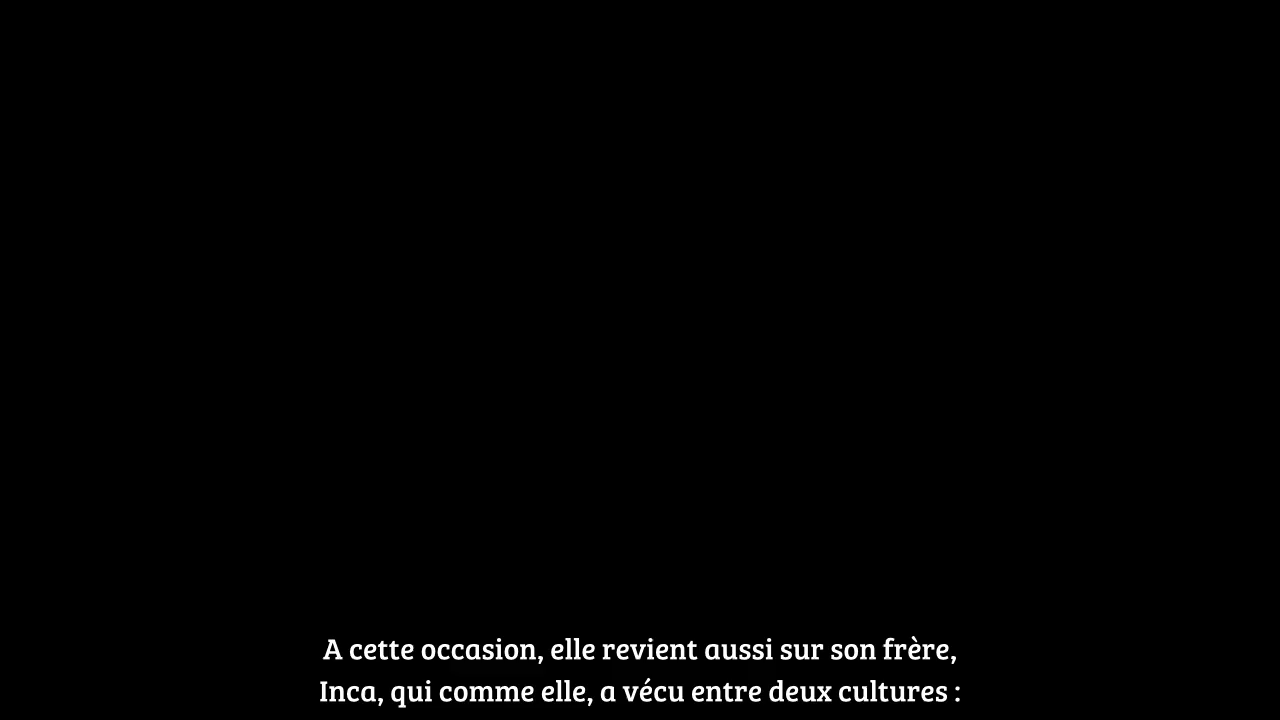 A cette occasion, elle revient aussi sur son frère,
Inca, qui comme elle, a vécu entre deux cultures :